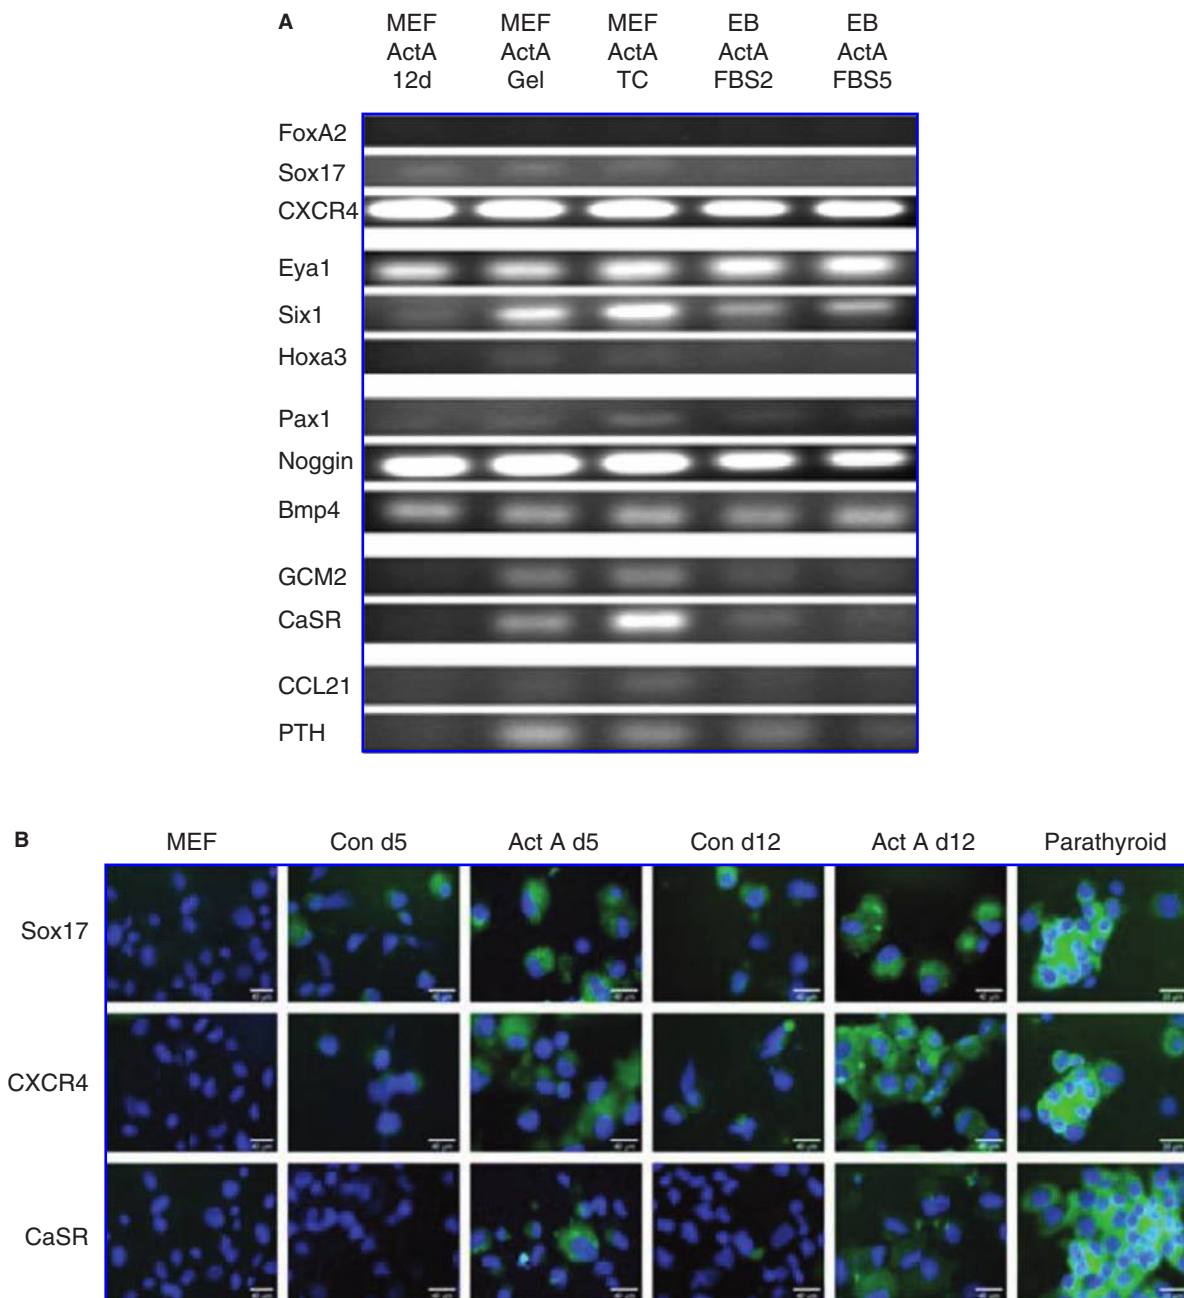 A
MEF MEF MEF EB EB
ActA ActA ActA ActA ActA
12d Gel TC FBS2 FBS5
FoxA2
Sox17
CXCR4
Eya1
Six1
Hoxa3
Pax1
Noggin
Bmp4
GCM2
CaSR
CCL21
PTH
B
MEF Con d5 Act A d5 Con d12 Act A d12 Parathyroid
Sox17
CXCR4
CaSR